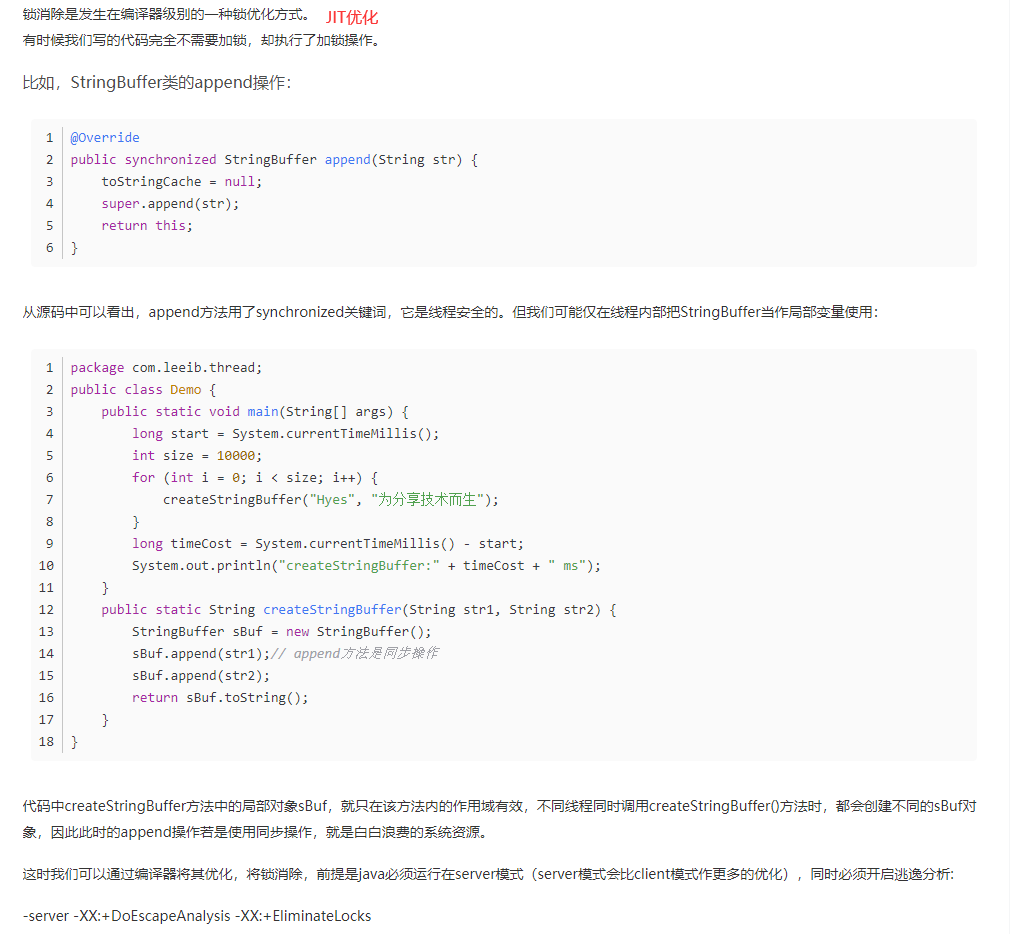 锁消除是发生在编译器级别的一种锁优化方式。 JIT优化
有时候我们写的代码完全不需要加锁，却执行了加锁操作。
比如，StringBuffer类的append操作：
1 @Override
2 public synchronized StringBuffer append(String str) {
3     toStringCache = null;
4     super.append(str);
5     return this;
6 }
从源码中可以看出，append方法用了synchronized关键词，它是线程安全的。但我们可能仅在线程内部把StringBuffer当作局部变量使用：
1 package com.leeib.thread;
2 public class Demo {
3     public static void main(String[] args) {
4         long start = System.currentTimeMillis();
5         int size = 10000;
6         for (int i = 0; i < size; i++) {
7             createStringBuffer("Hyes", "为分享技术而生");
8         }
9         long timeCost = System.currentTimeMillis() - start;
10         System.out.println("createStringBuffer:" + timeCost + " ms");
11     }
12     public static String createStringBuffer(String str1, String str2) {
13         StringBuffer sBuf = new StringBuffer();
14         sBuf.append(str1);// append方法是同步操作
15         sBuf.append(str2);
16         return sBuf.toString();
17     }
18 }
代码中createStringBuffer方法中的局部对象sBuf，就只在该方法内的作用域有效，不同线程同时调用createStringBuffer()方法时，都会创建不同的sBuf对
象，因此此时的append操作若是使用同步操作，就是白白浪费的系统资源。
这时我们可以通过编译器将其优化，将锁消除，前提是java必须运行在server模式（server模式会比client模式作更多的优化），同时必须开启逃逸分析:
-server -XX:+DoEscapeAnalysis -XX:+EliminateLocks